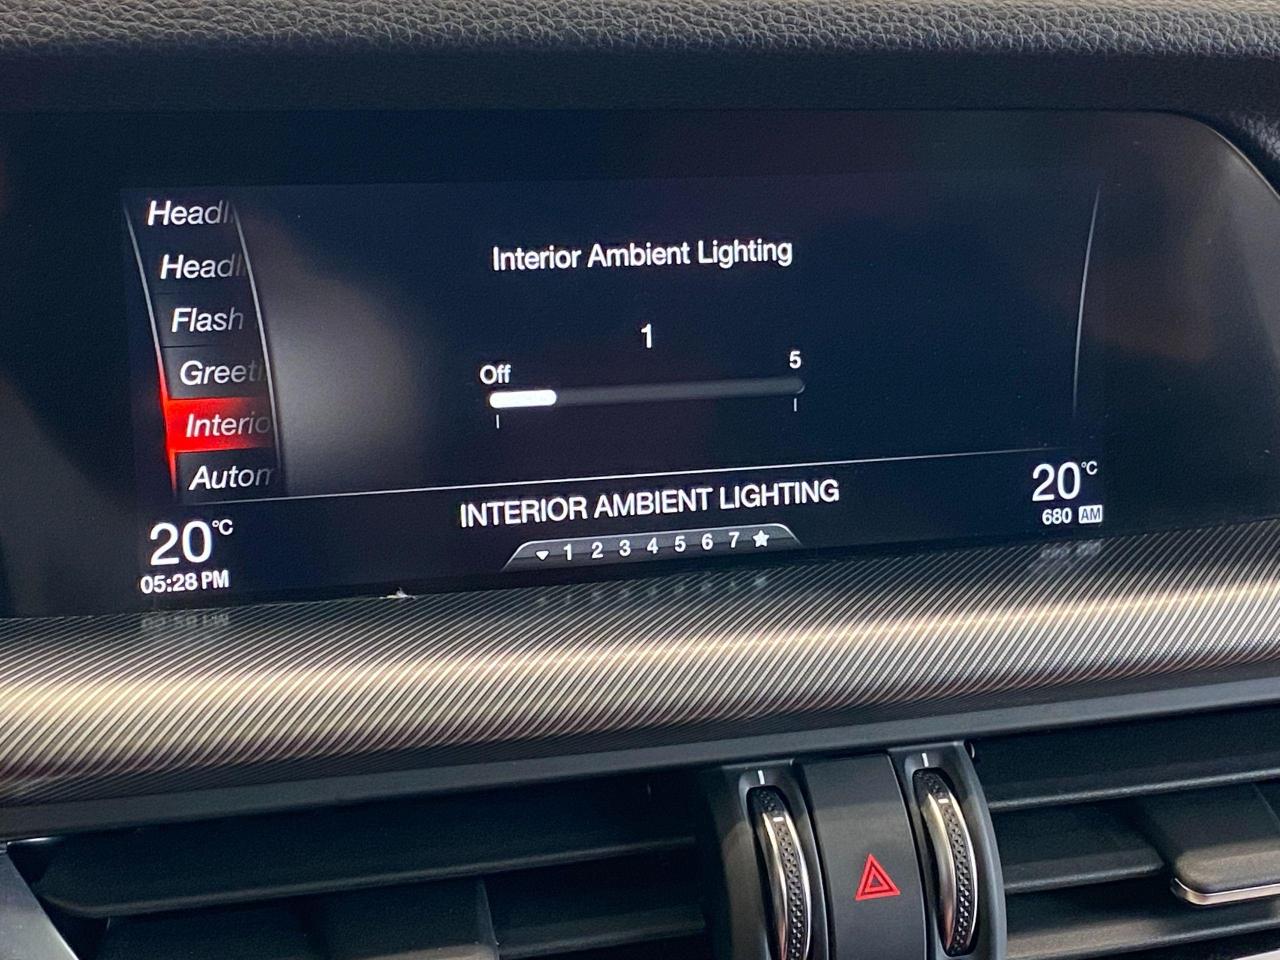 Headl
Headl
Flash
Greeti
Interio
Autom
Interior Ambient Lighting
1
Off
5
INTERIOR AMBIENT LIGHTING
1 2 3 4 5 6 7
20°C
05:28 PM
20°C
680 AM